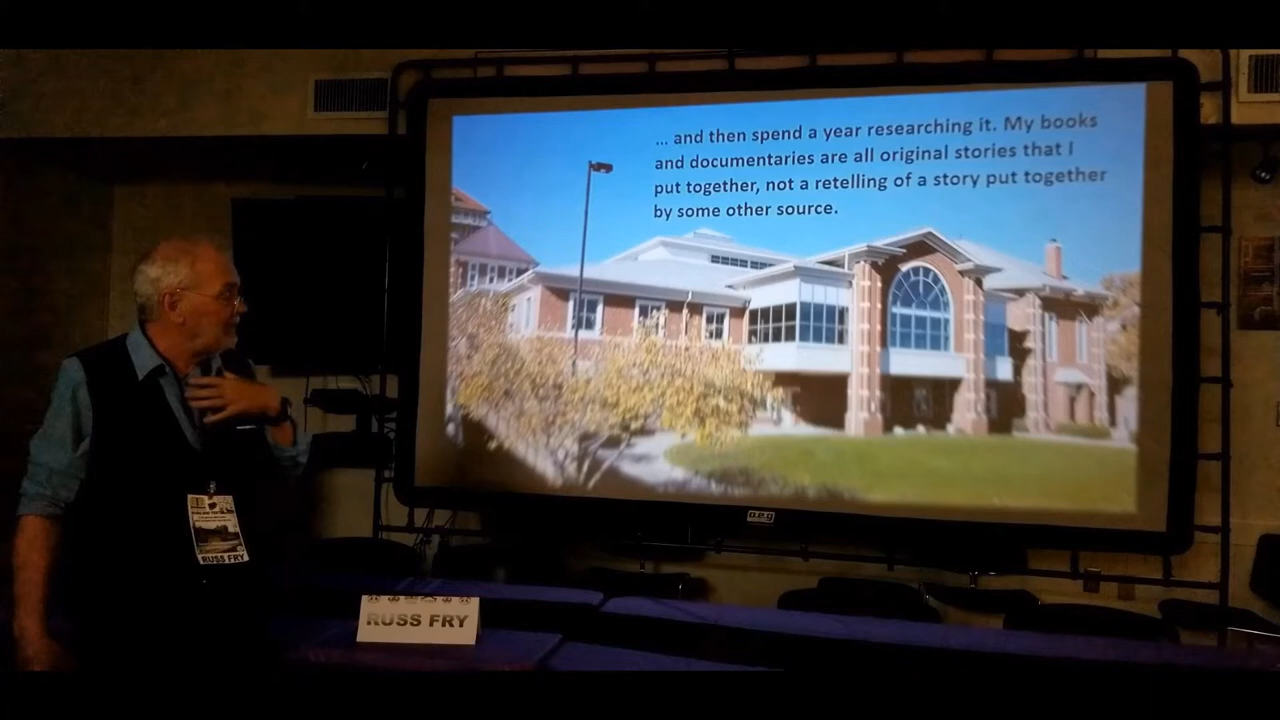 ... and then spend a year researching it. My books
and documentaries are all original stories that I
put together, not a retelling of a story put together
by some other source.
RUSS FRY
RUSS FRY